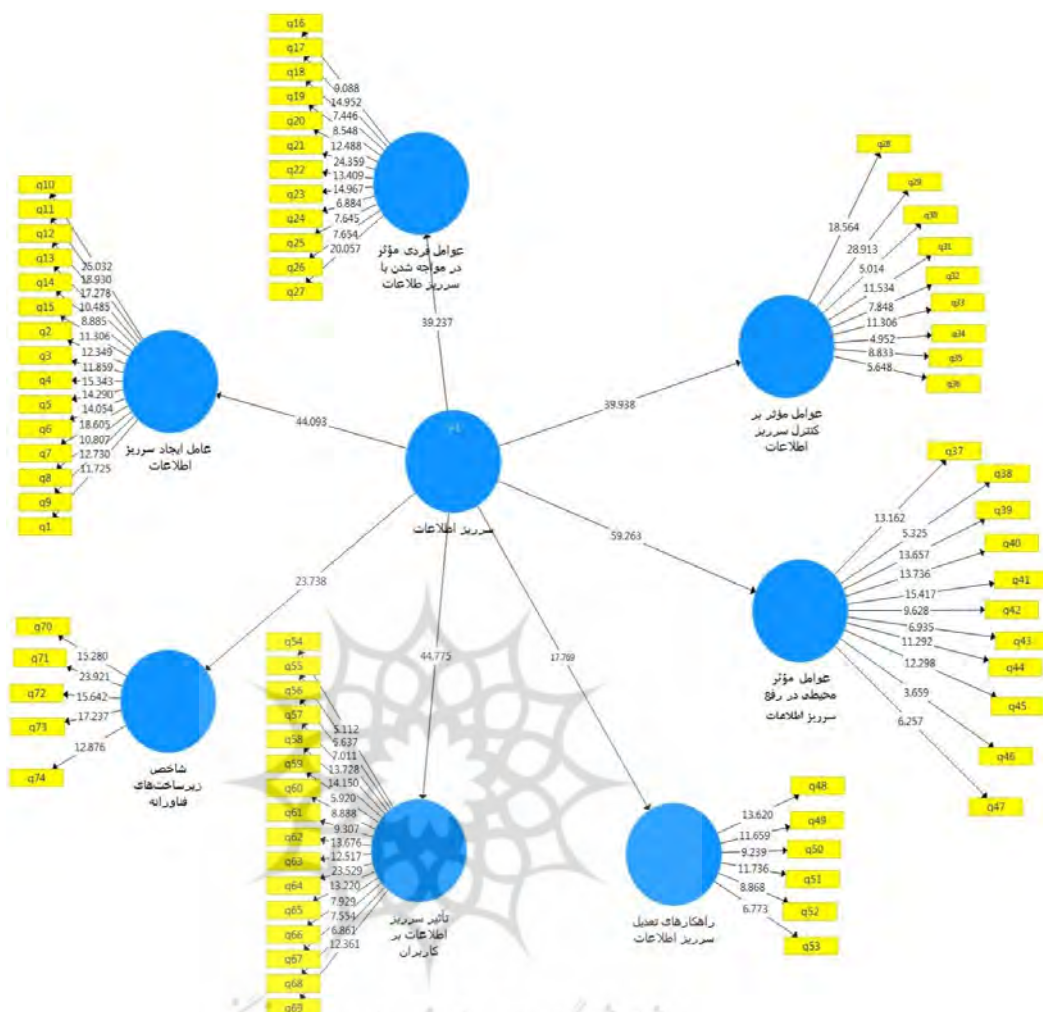 q16
q17
q18
q19
q20
q21
q22
q23
q24
q25
q26
q27
9.088
14.952
7.446
8.548
12.488
24.359
13.409
14.967
6.884
7.645
7.654
20.057
عوامل فردی مؤثر
در مواجه شدن با
سرریز طلاعات
39.237
q28
q29
q30
q31
q32
q33
q34
q35
q36
18.564
28.913
5.014
11.534
7.848
11.306
4.952
8.833
5.648
عوامل مؤثر بر
کنترل سرریز
اطلاعات
39.938
q10
q11
q12
q13
q14
q15
q2
q3
q4
q5
q6
q7
q8
q9
q1
18.930
17.278
10.485
8.885
11.306
12.349
11.859
15.343
14.290
14.054
18.605
10.807
12.730
11.725
عامل ایجاد سرریز
اطلاعات
44.093
سرریز اطلاعات
q37
q38
q39
q40
q41
q42
q43
q44
q45
q46
q47
13.162
5.325
13.657
13.736
15.417
9.628
6.935
11.292
12.298
3.659
6.257
عوامل مؤثر
محیطی در رفع
سرریز اطلاعات
59.263
23.738
q70
q71
q72
q73
q74
15.280
23.921
15.642
17.237
12.876
شاخص
زیرساخت‌های
فناورانه
44.775
q54
q55
q56
q57
q58
q59
q60
q61
q62
q63
q64
q65
q66
q67
q68
q69
5.112
5.637
7.011
13.728
14.150
5.920
8.888
9.307
13.676
12.517
23.529
13.220
7.929
7.554
6.861
12.361
تأثیر سرریز
اطلاعات بر
کاربران
17.769
q48
q49
q50
q51
q52
q53
13.620
11.659
9.239
11.736
8.868
6.773
راهکارهای تعدیل
سرریز اطلاعات